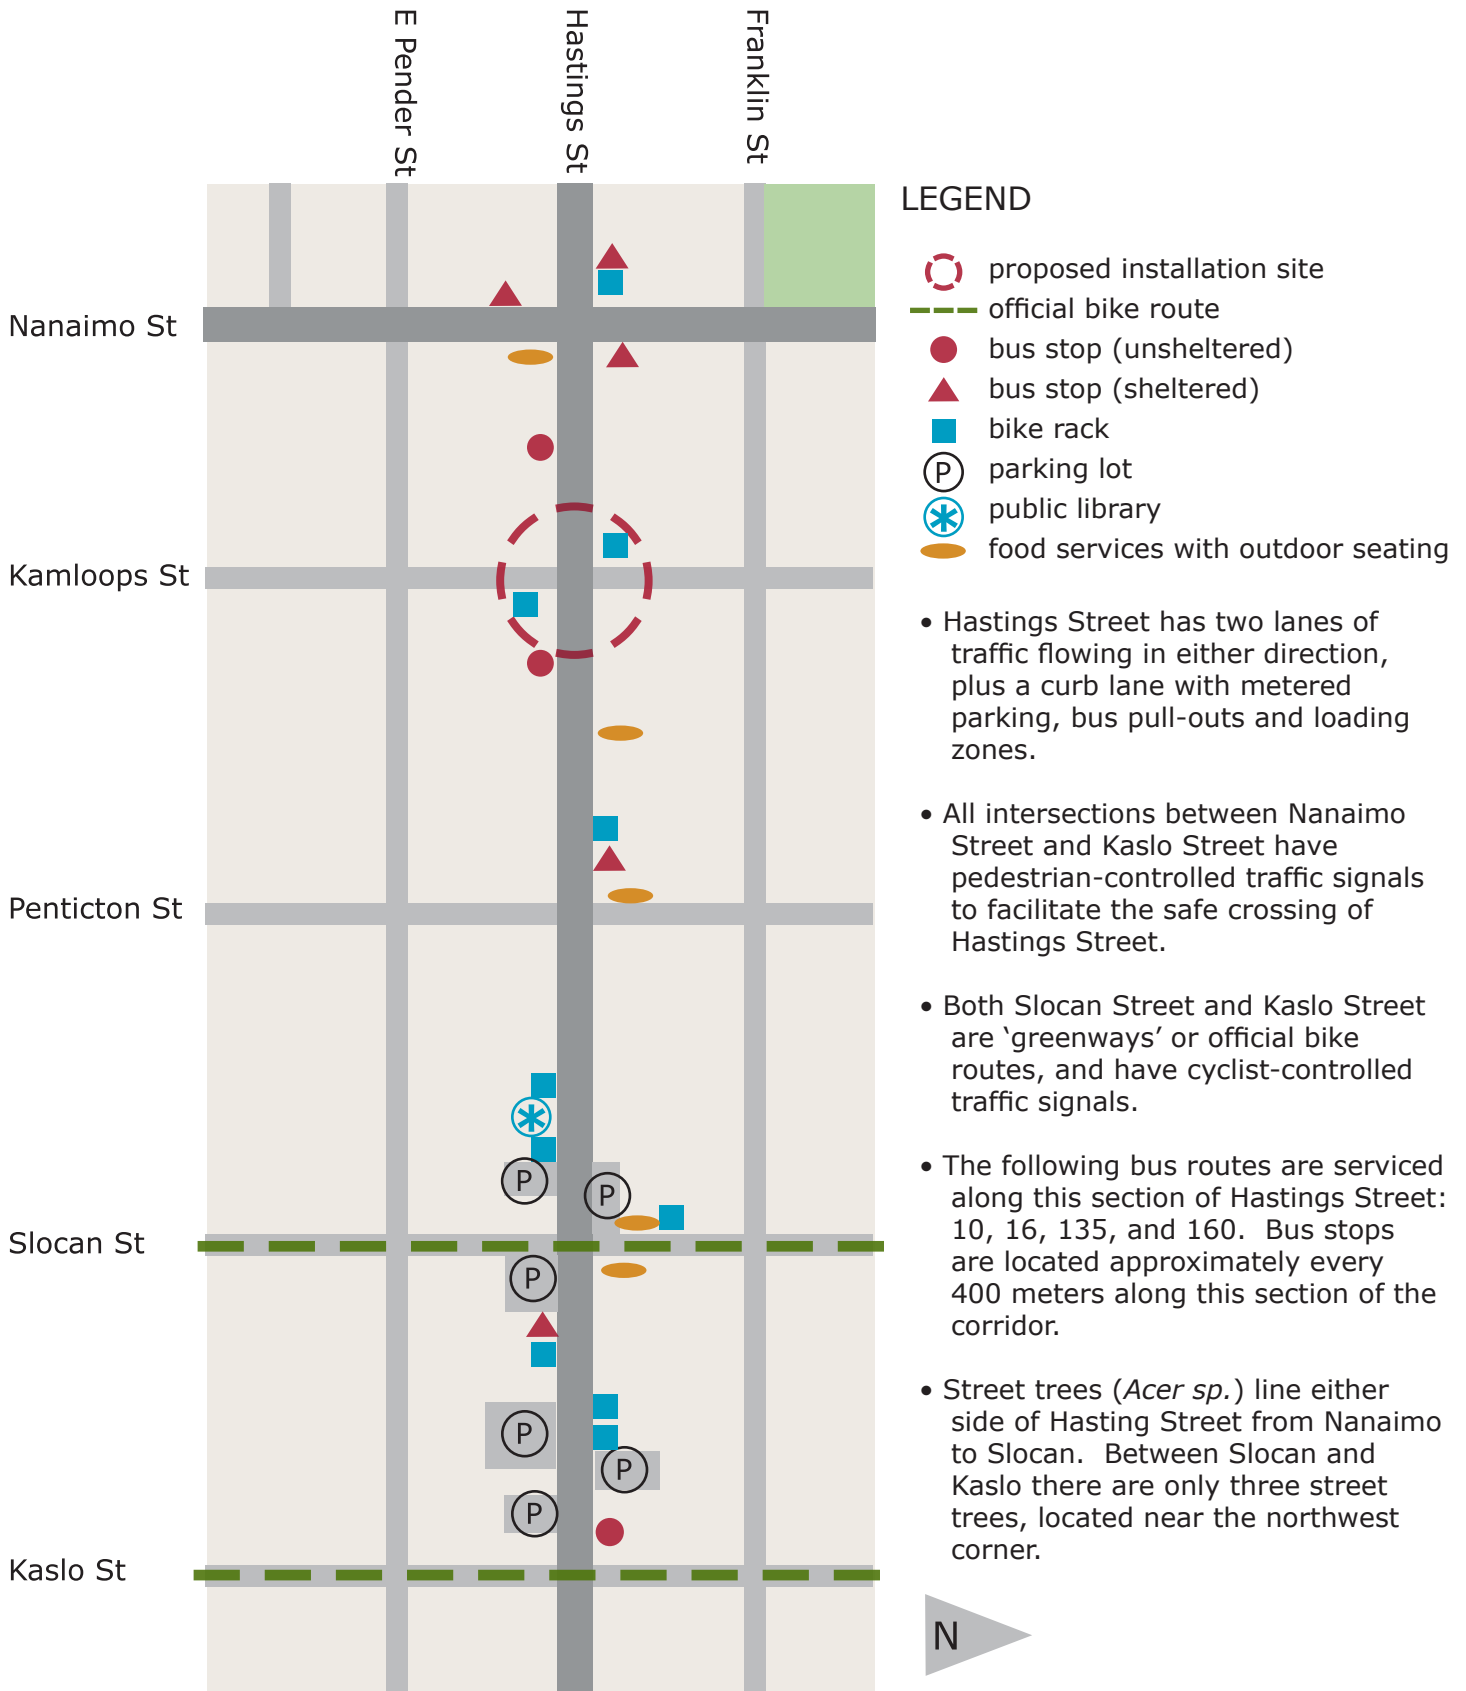 E Pender St
Hastings St
Franklin St
LEGEND
proposed installation site
official bike route
bus stop (unsheltered)
bus stop (sheltered)
bike rack
P parking lot
public library
food services with outdoor seating
Nanaimo St
Kamloops St
Penticton St
Slocan St
Kaslo St
P
P
P
P
P
P
• Hastings Street has two lanes of
traffic flowing in either direction,
plus a curb lane with metered
parking, bus pull-outs and loading
zones.
• All intersections between Nanaimo
Street and Kaslo Street have
pedestrian-controlled traffic signals
to facilitate the safe crossing of
Hastings Street.
• Both Slocan Street and Kaslo Street
are ‘greenways’ or official bike
routes, and have cyclist-controlled
traffic signals.
• The following bus routes are serviced
along this section of Hastings Street:
10, 16, 135, and 160.  Bus stops
are located approximately every
400 meters along this section of the
corridor.
• Street trees (Acer sp.) line either
side of Hasting Street from Nanaimo
to Slocan.  Between Slocan and
Kaslo there are only three street
trees, located near the northwest
corner.
N